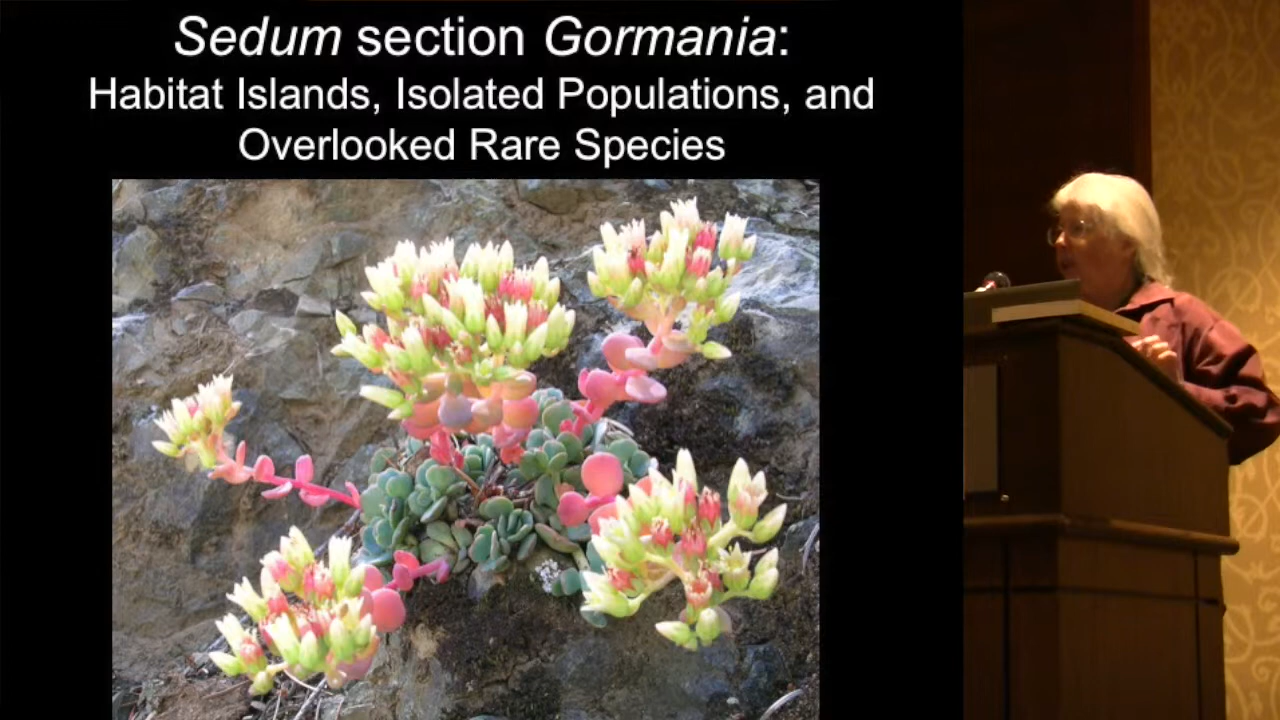 Sedum section Gormania:
Habitat Islands, Isolated Populations, and
Overlooked Rare Species